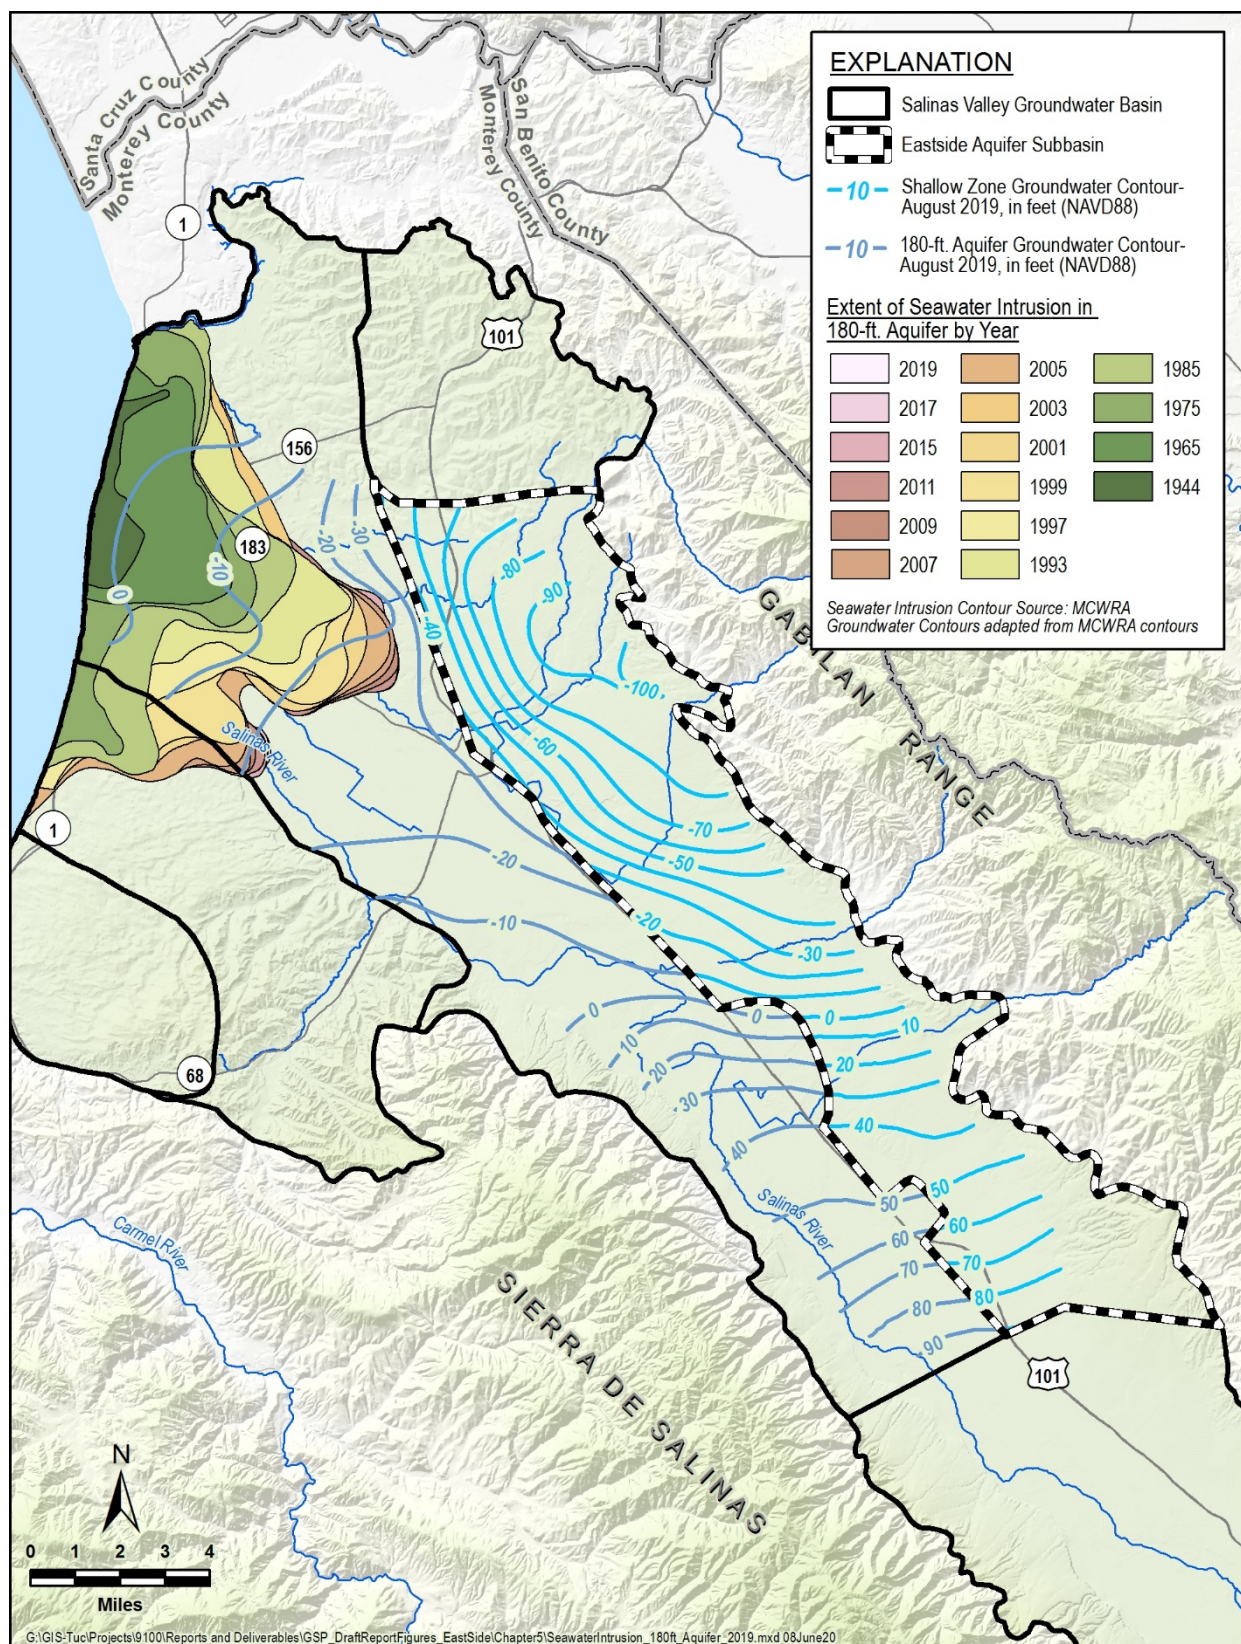 EXPLANATION
Salinas Valley Groundwater Basin
Eastside Aquifer Subbasin
-10 Shallow Zone Groundwater Contour-
August 2019, in feet (NAVD88)
-10 180-ft. Aquifer Groundwater Contour-
August 2019, in feet (NAVD88)
Extent of Seawater Intrusion in
180-ft. Aquifer by Year
2019 2005 1985
2017 2003 1975
2015 2001 1965
2011 1999 1944
2009 1997
2007 1993
Seawater Intrusion Contour Source: MCWRA
Groundwater Contours adapted from MCWRA contours
Santa Cruz County
Monterey County
San Benito County
Monterey County
1
101
156
183
-30
-20
-10
0
-80
-90
-40
-100
GABILAN RANGE
-60
Salinas River
-70
1
-20
-50
-10
-20
-30
0
0
0
10
10
20
20
68
30
40
40
50
50
Salinas River
60
60
70
70
80
80
90
Carmel River
SIERRA DE SALINAS
101
N
0 1 2 3 4
Miles
G:\GIS-Tuc\Projects\9100\Reports and Deliverables\GSP_DraftReportFigures_EastSide\Chapter5\SeawaterIntrusion_180ft_Aquifer_2019.mxd 08June20